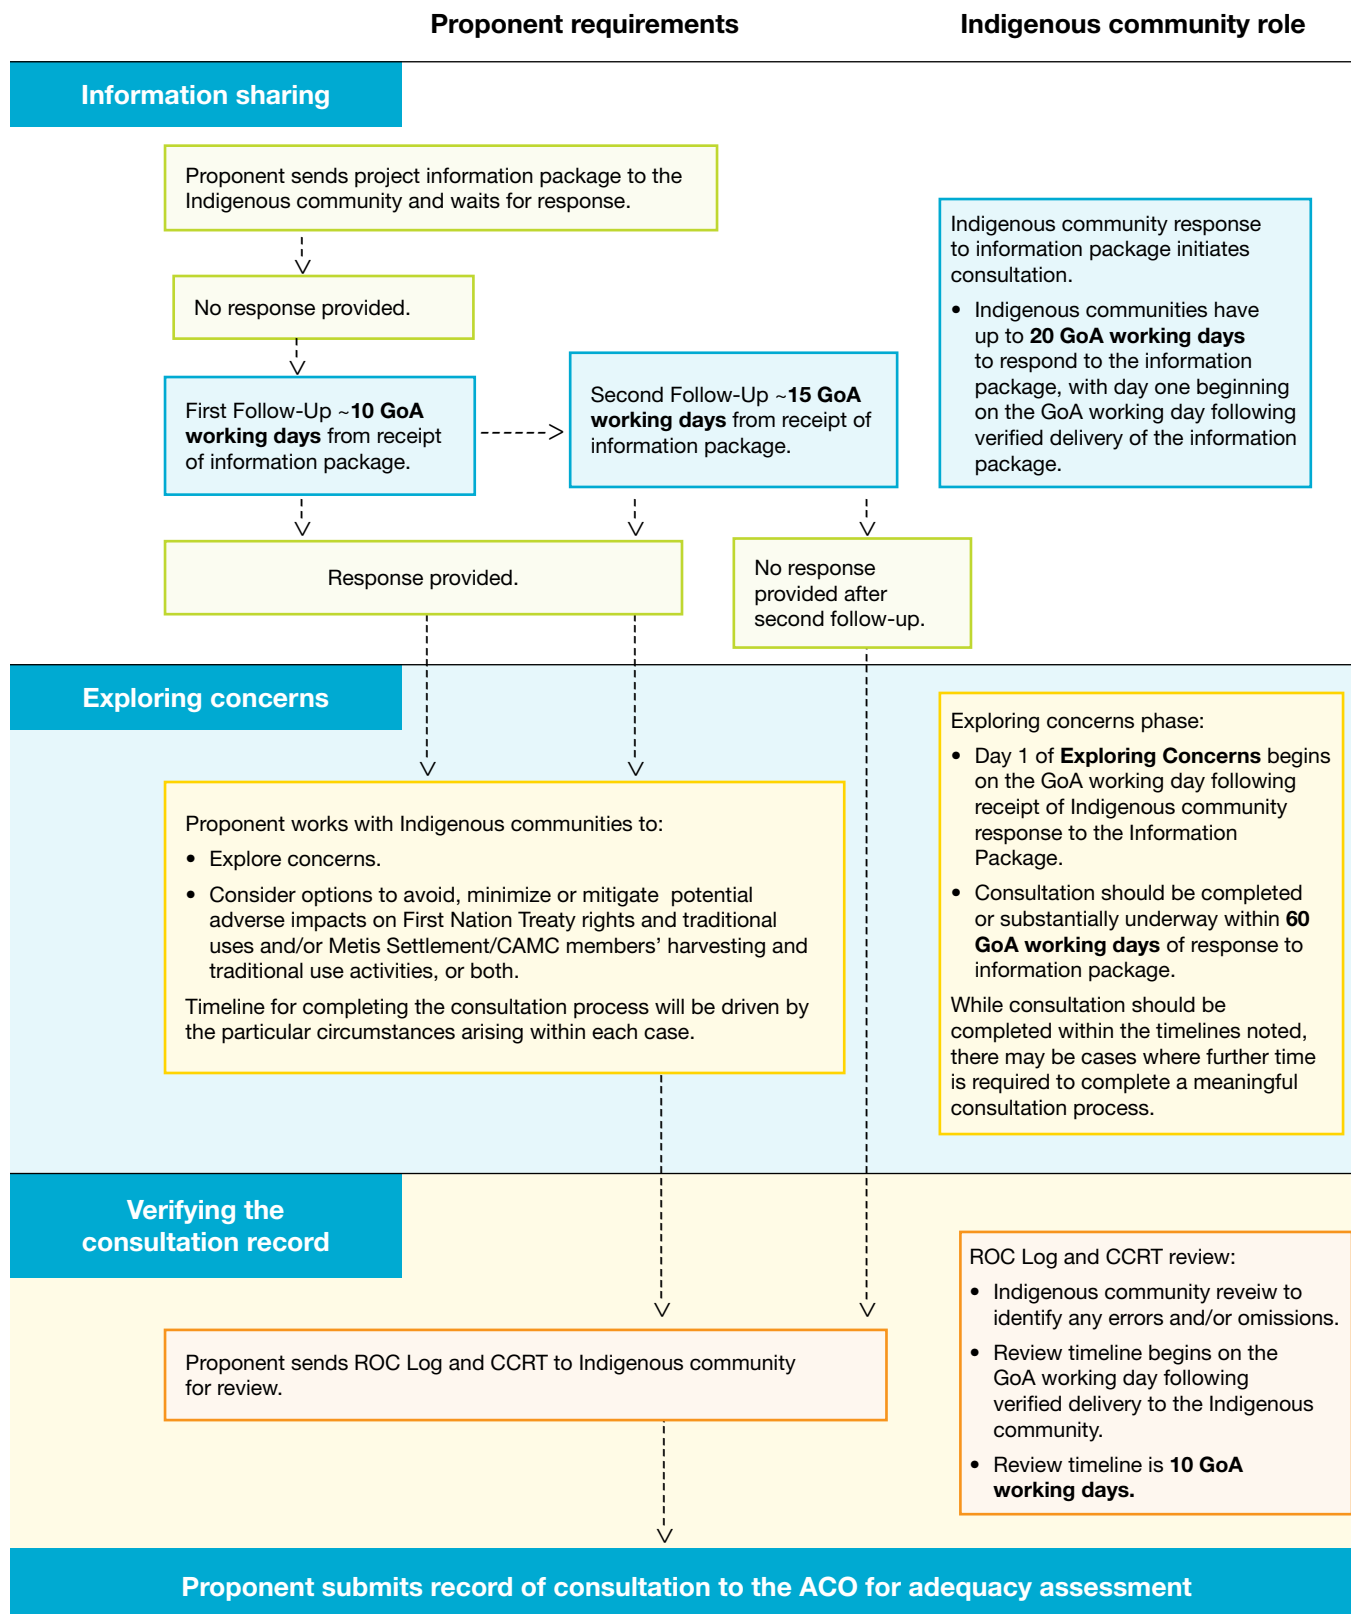 Proponent requirements
Indigenous community role
Information sharing
Proponent sends project information package to the
Indigenous community and waits for response.
No response provided.
First Follow-Up ~10 GoA
working days from receipt
of information package.
Second Follow-Up ~15 GoA
working days from receipt of
information package.
Indigenous community response
to information package initiates
consultation.
• Indigenous communities have
up to 20 GoA working days
to respond to the information
package, with day one beginning
on the GoA working day following
verified delivery of the information
package.
Response provided.
No response
provided after
second follow-up.
Exploring concerns
Proponent works with Indigenous communities to:
• Explore concerns.
• Consider options to avoid, minimize or mitigate potential
adverse impacts on First Nation Treaty rights and traditional
uses and/or Metis Settlement/CAMC members’ harvesting and
traditional use activities, or both.
Timeline for completing the consultation process will be driven by
the particular circumstances arising within each case.
Exploring concerns phase:
• Day 1 of Exploring Concerns begins
on the GoA working day following
receipt of Indigenous community
response to the Information
Package.
• Consultation should be completed
or substantially underway within 60
GoA working days of response to
information package.
While consultation should be
completed within the timelines noted,
there may be cases where further time
is required to complete a meaningful
consultation process.
Verifying the
consultation record
Proponent sends ROC Log and CCRT to Indigenous community
for review.
ROC Log and CCRT review:
• Indigenous community reveiw to
identify any errors and/or omissions.
• Review timeline begins on the
GoA working day following
verified delivery to the Indigenous
community.
• Review timeline is 10 GoA
working days.
Proponent submits record of consultation to the ACO for adequacy assessment